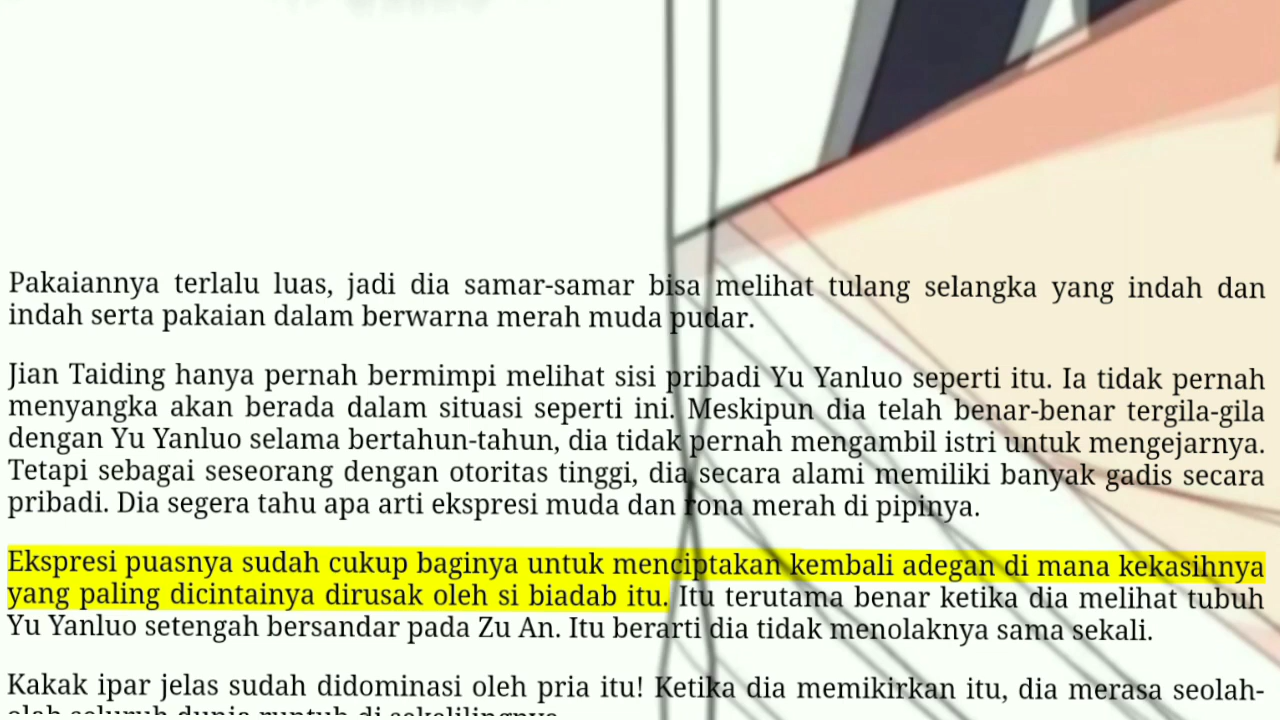 Pakaiannya terlalu luas, jadi dia samar-samar bisa melihat tulang selangka yang indah dan
indah serta pakaian dalam berwarna merah muda pudar.
Jian Taiding hanya pernah bermimpi melihat sisi pribadi Yu Yanluo seperti itu. Ia tidak pernah
menyangka akan berada dalam situasi seperti ini. Meskipun dia telah benar-benar tergila-gila
dengan Yu Yanluo selama bertahun-tahun, dia tidak pernah mengambil istri untuk mengejarnya.
Tetapi sebagai seseorang dengan otoritas tinggi, dia secara alami memiliki banyak gadis secara
pribadi. Dia segera tahu apa arti ekspresi muda dan rona merah di pipinya.
Ekspresi puasnya sudah cukup baginya untuk menciptakan kembali adegan di mana kekasihnya
yang paling dicintainya dirusak oleh si biadab itu. Itu terutama benar ketika dia melihat tubuh
Yu Yanluo setengah bersandar pada Zu An. Itu berarti dia tidak menolaknya sama sekali.
Kakak ipar jelas sudah didominasi oleh pria itu! Ketika dia memikirkan itu, dia merasa seolah-
olah seluruh dunia runtuh di sekelilingnya.